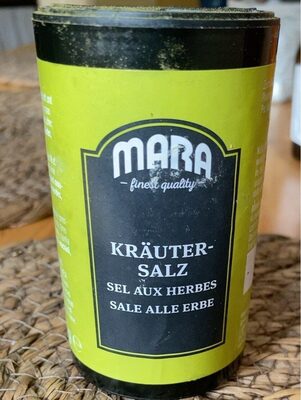 MARA
finest quality
KRÄUTER-
SALZ
SEL AUX HERBES
SALE ALLE ERBE